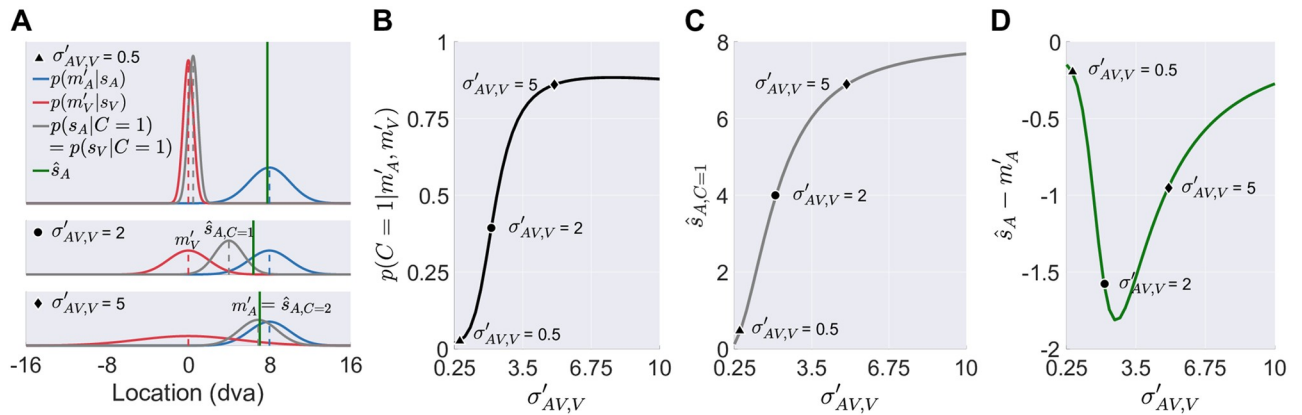 A
▲ σ′AV,V = 0.5
p(m′A|sA)
p(m′V|sV)
p(sA|C = 1)
= p(sV|C = 1)
ŝA
● σ′AV,V = 2
m′V
ŝA,C=1
◆ σ′AV,V = 5
m′A = ŝA,C=2
-16 -8 0 8 16
Location (dva)
B
p(C = 1|m′A, m′V)
1
0.75
0.5
0.25
0
σ′AV,V = 5
σ′AV,V = 2
σ′AV,V = 0.5
0.25 3.5 6.75 10
σ′AV,V
C
ŝA,C=1
8
6
4
2
0
σ′AV,V = 5
σ′AV,V = 2
σ′AV,V = 0.5
0.25 3.5 6.75 10
σ′AV,V
D
ŝA − m′A
0
-0.5
-1
-1.5
-2
σ′AV,V = 0.5
σ′AV,V = 5
σ′AV,V = 2
0.25 3.5 6.75 10
σ′AV,V